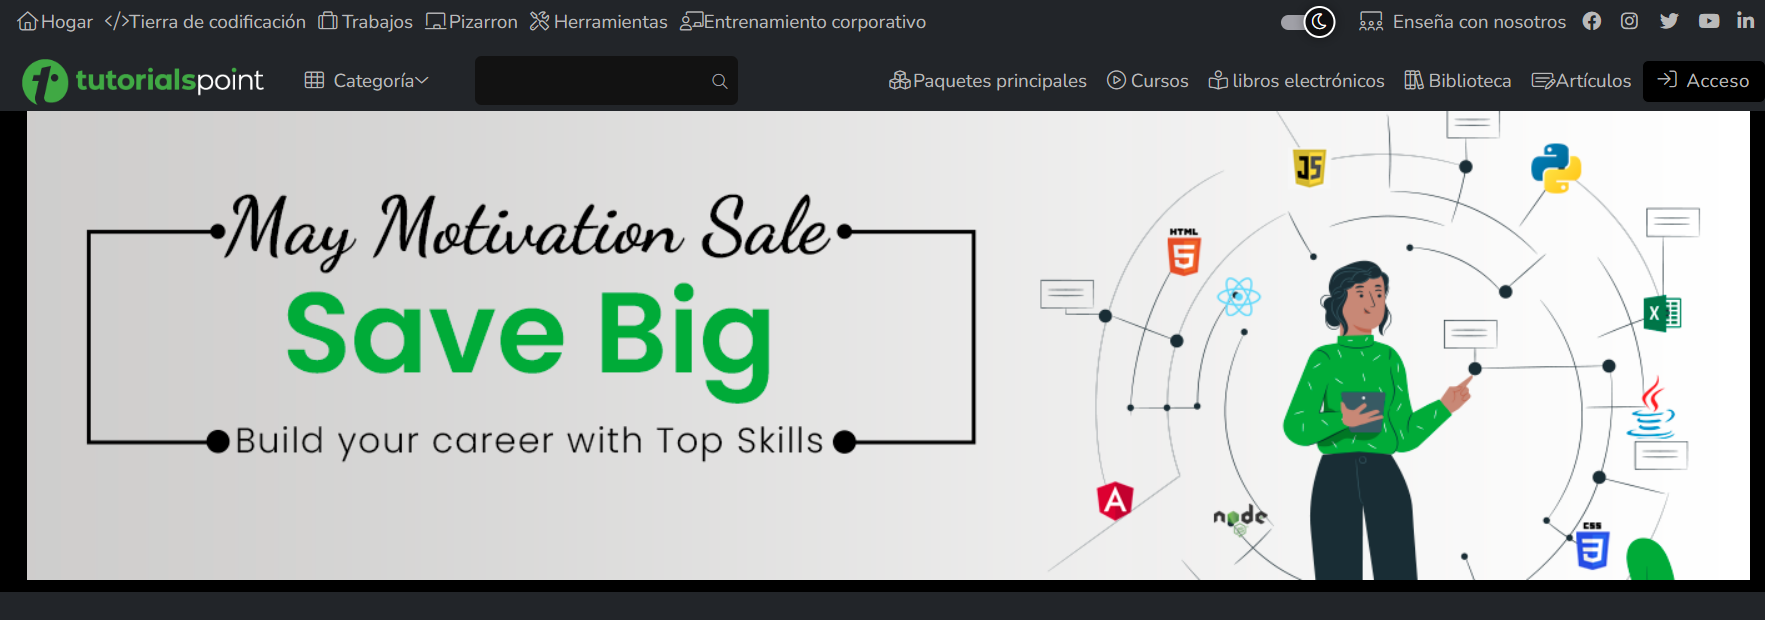 Hogar </>Tierra de codificación Trabajos Pizarron Herramientas Entrenamiento corporativo Enseña con nosotros
tutorialspoint Categoría Paquetes principales Cursos libros electrónicos Biblioteca Artículos Acceso
May Motivation Sale
Save Big
Build your career with Top Skills
JS
HTML
5
X
A
node
CSS
3